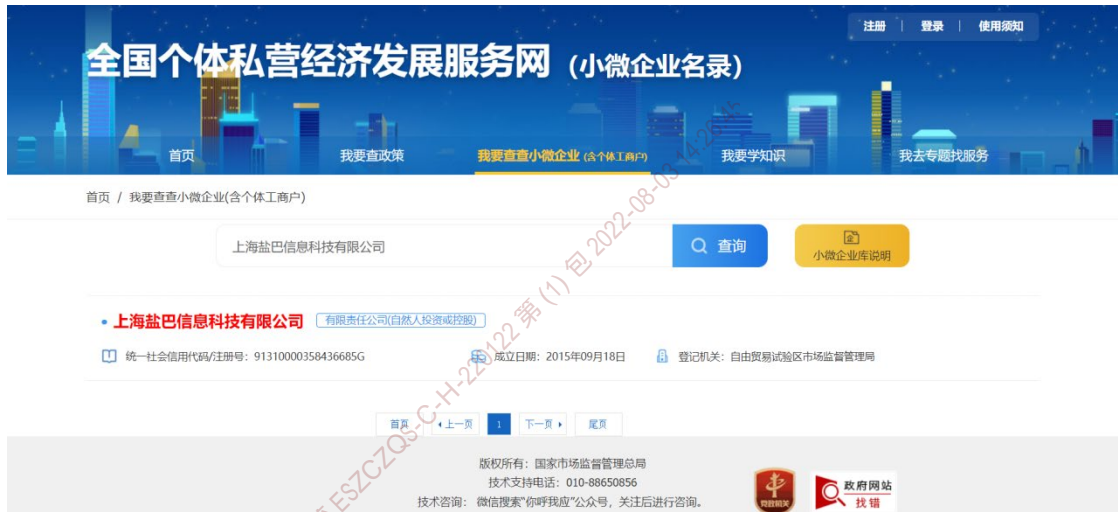 注册 | 登录 | 使用须知
全国个体私营经济发展服务网 (小微企业名录)
首页 我要查政策 我要查查小微企业 (含个体工商户) 我要学知识 我去专题找服务
首页 / 我要查查小微企业(含个体工商户)
上海盐巴信息科技有限公司 查询 小微企业库说明
上海盐巴信息科技有限公司 有限责任公司(自然人投资或控股)
统一社会信用代码/注册号: 91310000358436685G 成立日期: 2015年09月18日 登记机关: 自由贸易试验区市场监督管理局
首页 上一页 1 下一页 尾页
版权所有: 国家市场监督管理总局
技术支持电话: 010-88650856
技术咨询: 微信搜索“你呼我应”公众号, 关注后进行咨询。
党政机关
政府网站
找错
ESZCZQS-C-H-220122 第 (1) 包 2022-08-03